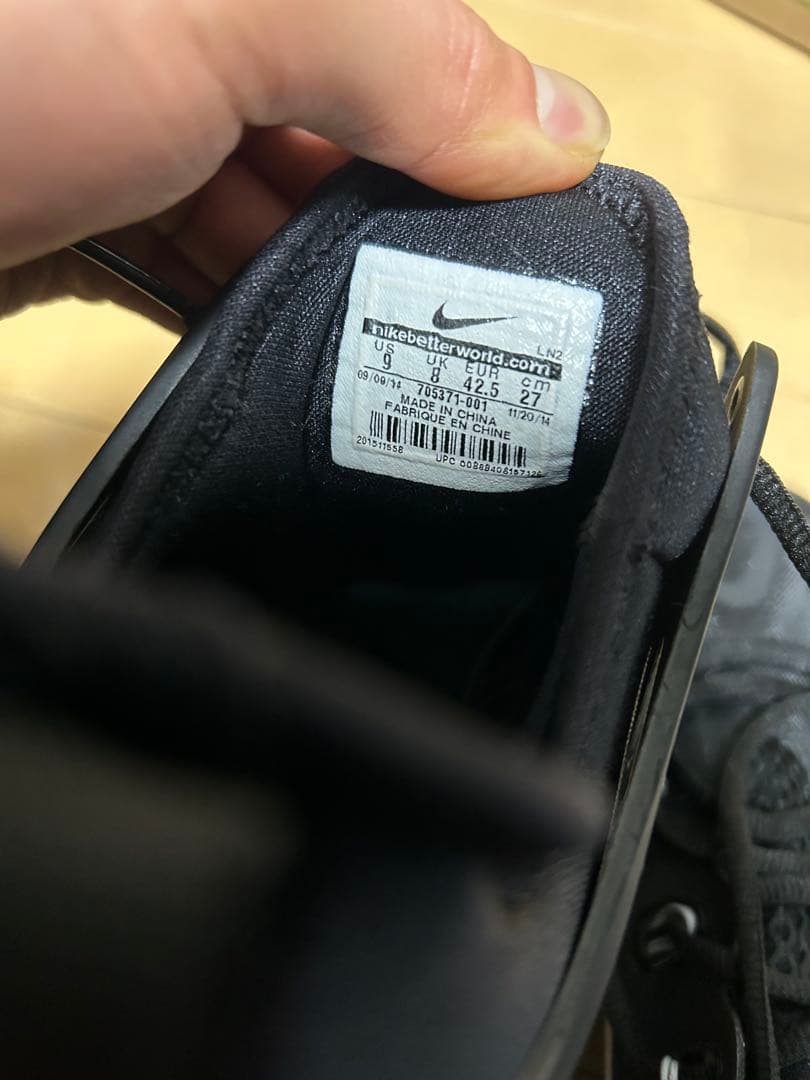 nikebetterworld.com
LN2
US UK EUR cm
9 8 42.5 27
09/09/14 705371-001 11/20/14
MADE IN CHINA
FABRIQUE EN CHINE
UPC